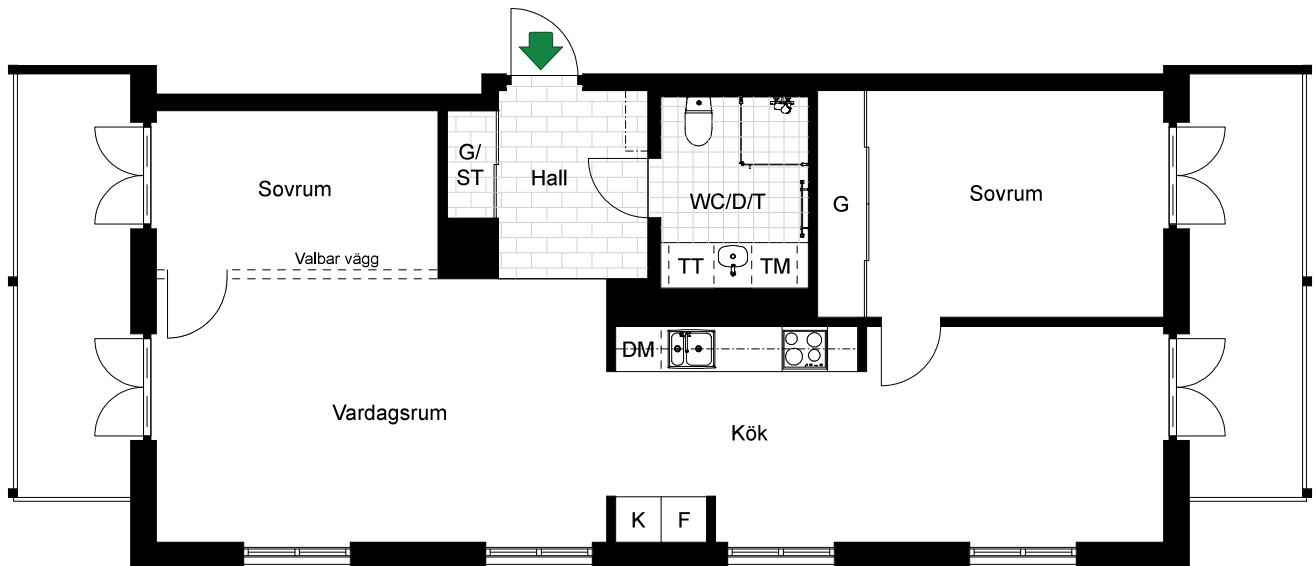 G/
ST
Hall
WC/D/T
G
Sovrum
Sovrum
Valbar vägg
TT
TM
DM
Vardagsrum
Kök
K
F